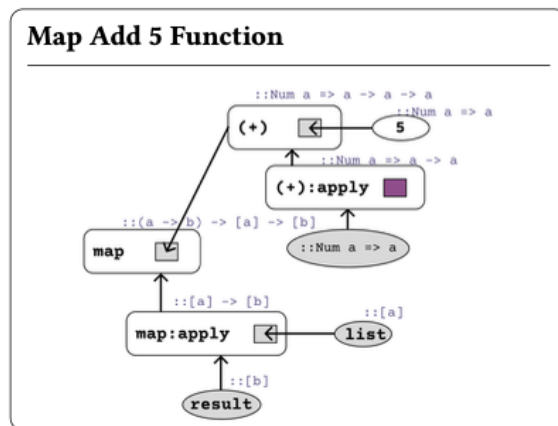 Map Add 5 Function
::Num a => a -> a -> a
::Num a => a
(+)
5
::Num a => a -> a
(+):apply
::(a -> b) -> [a] -> [b]
::Num a => a
map
::[a] -> [b]
::[a]
map:apply
list
::[b]
result